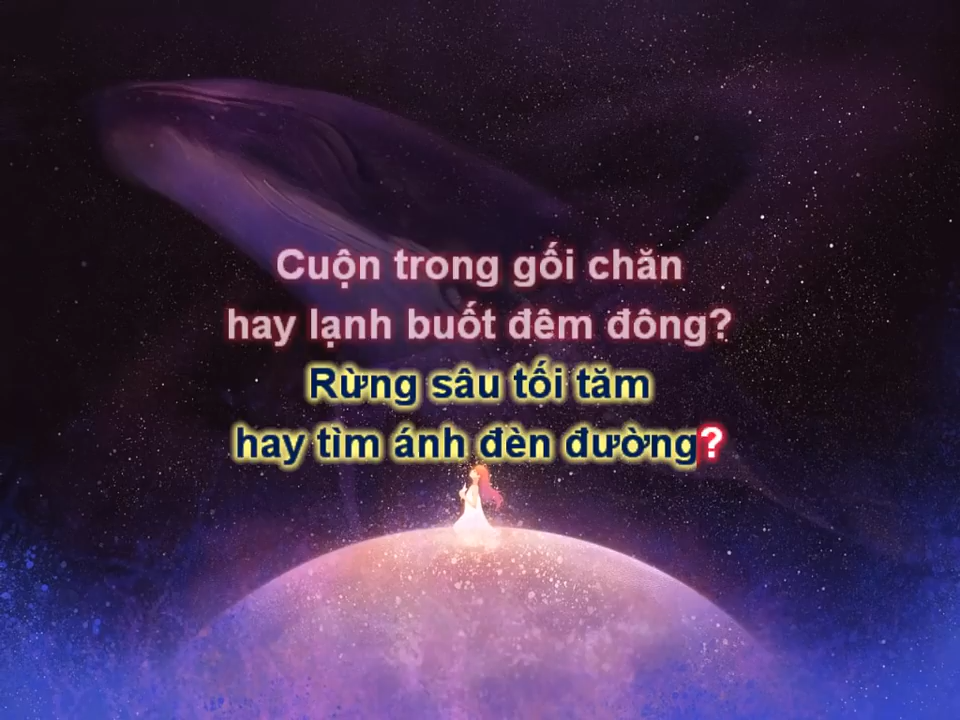 Cuộn trong gối chăn
hay lạnh buốt đêm đông?
Rừng sâu tối tăm
hay tìm ánh đèn đường?